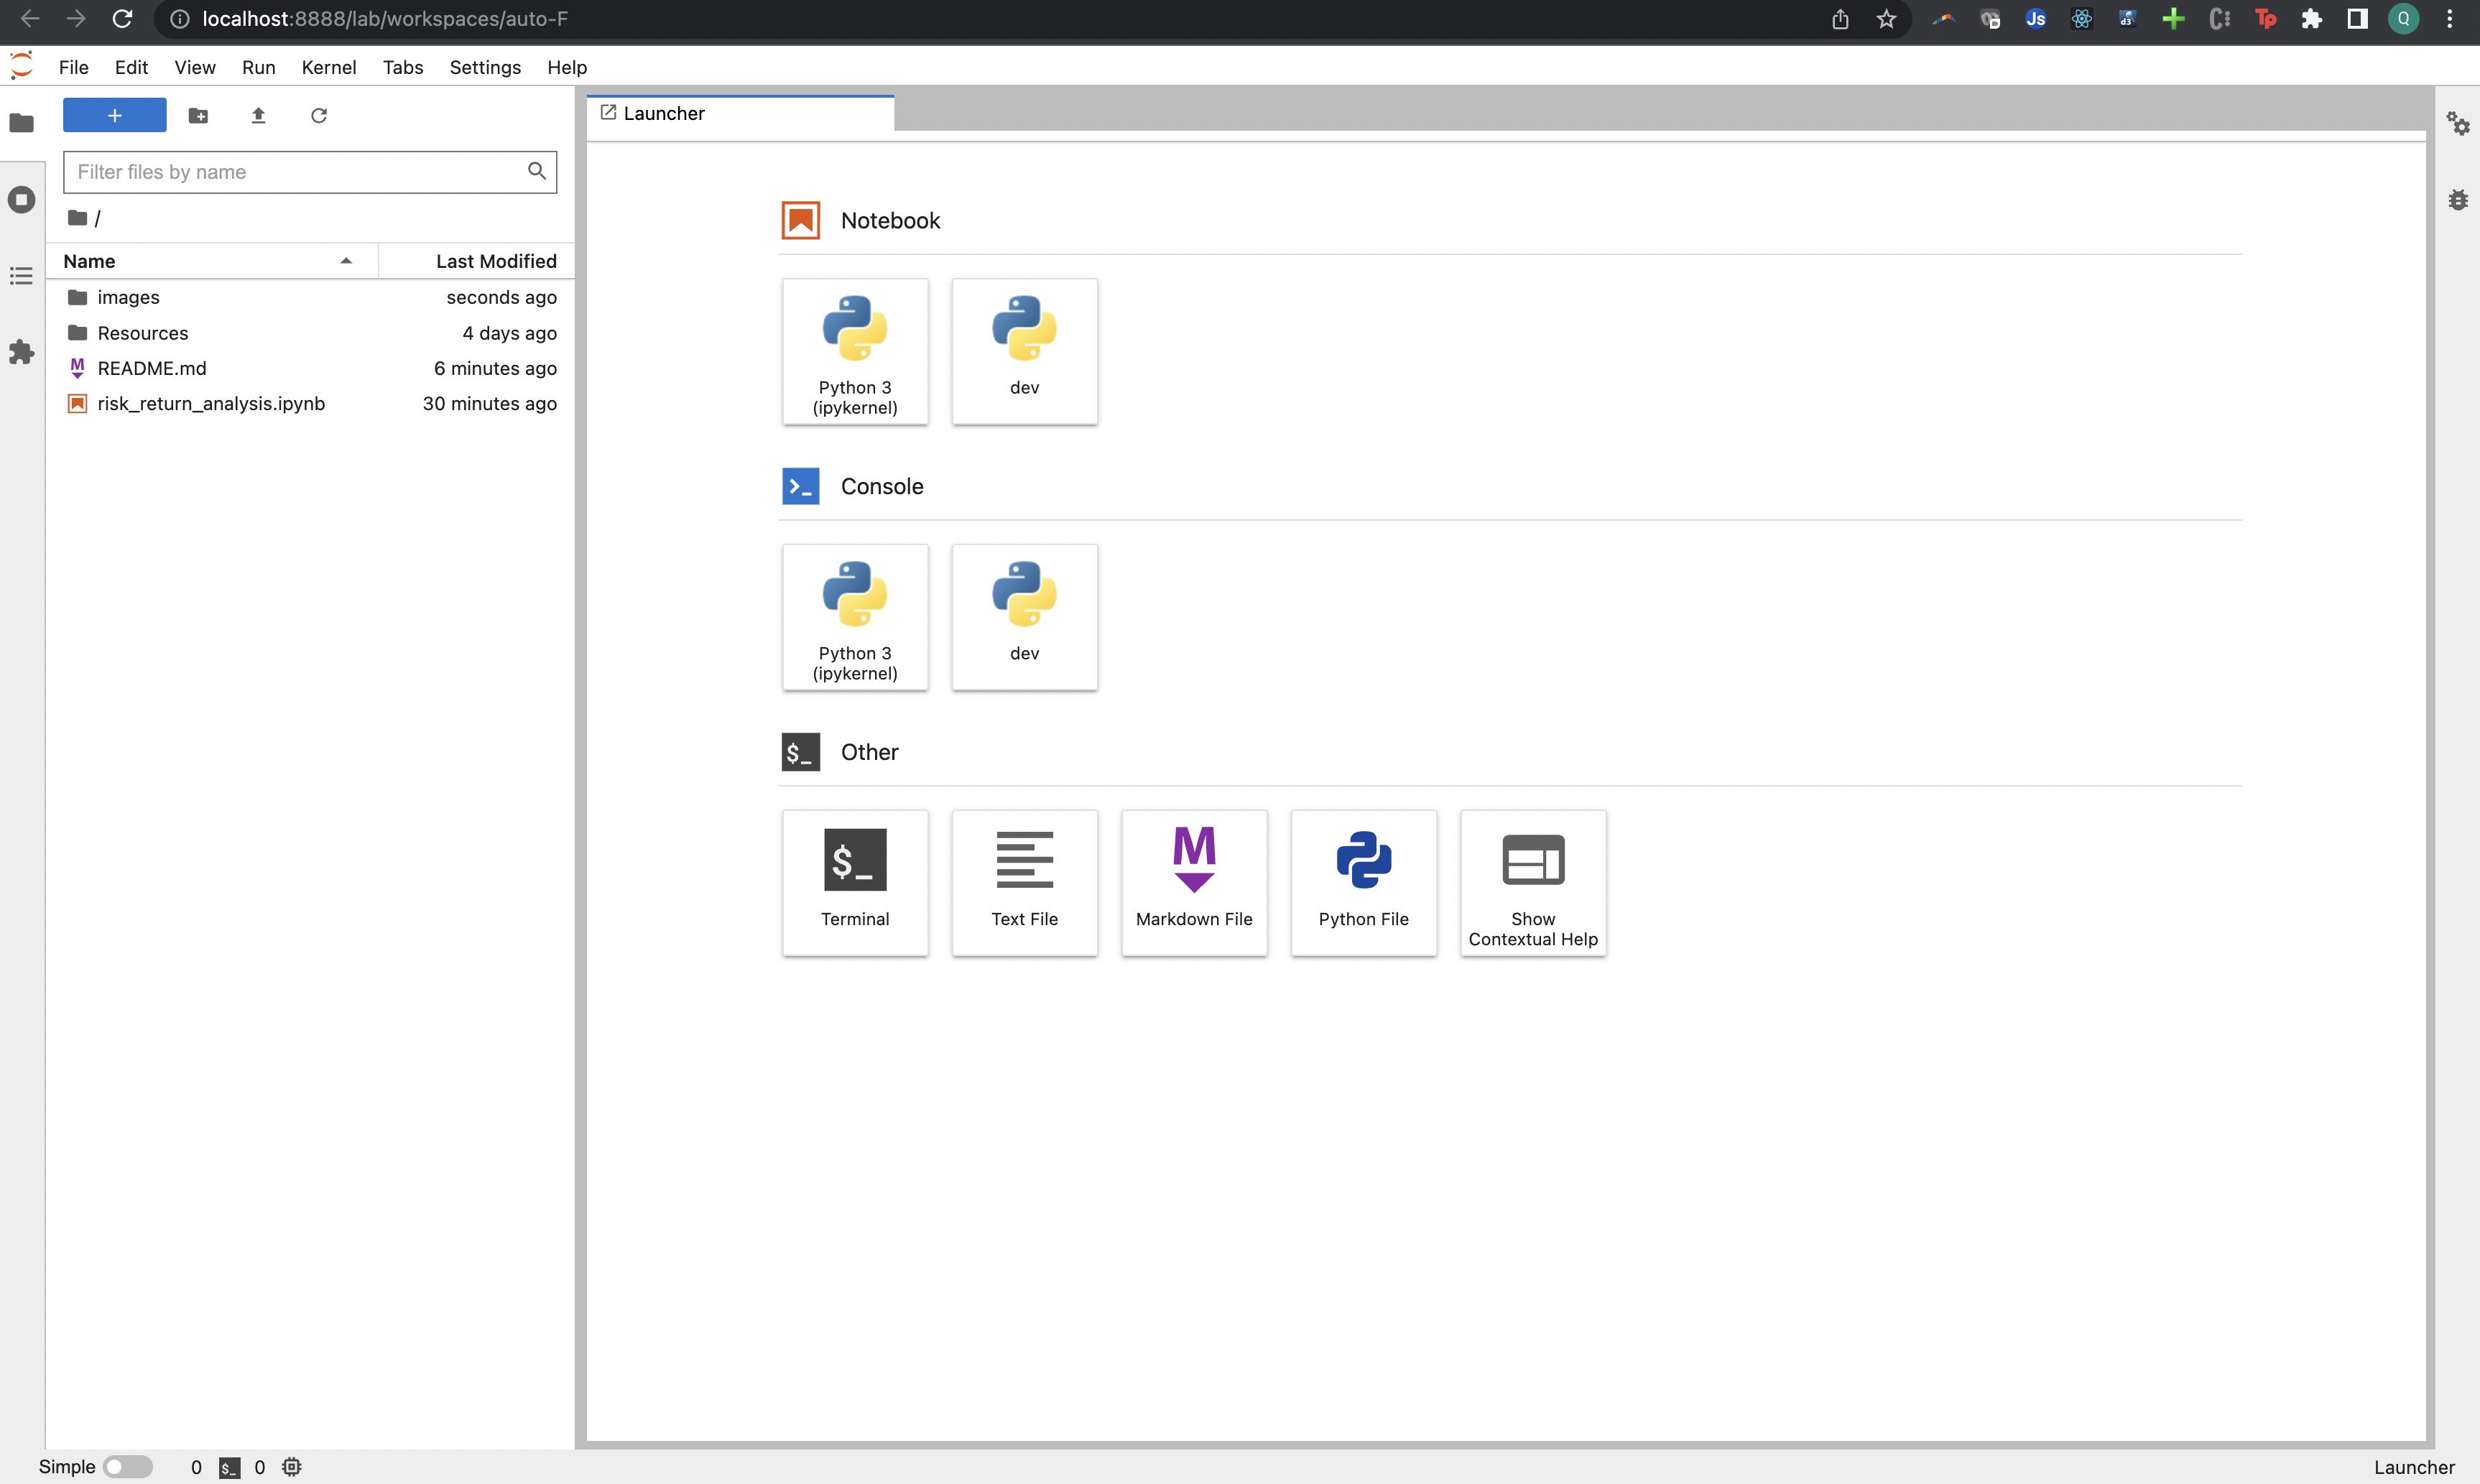 localhost:8888/lab/workspaces/auto-F
Js
d3
Tp
Q
File Edit View Run Kernel Tabs Settings Help
+
Launcher
Filter files by name
/
Name Last Modified
images seconds ago
Resources 4 days ago
M README.md 6 minutes ago
risk_return_analysis.ipynb 30 minutes ago
Notebook
Python 3
(ipykernel)
dev
>_ Console
Python 3
(ipykernel)
dev
$_ Other
$_
Terminal
Text File
M
Markdown File
Python File
Show
Contextual Help
Simple 0 $_ 0 Launcher